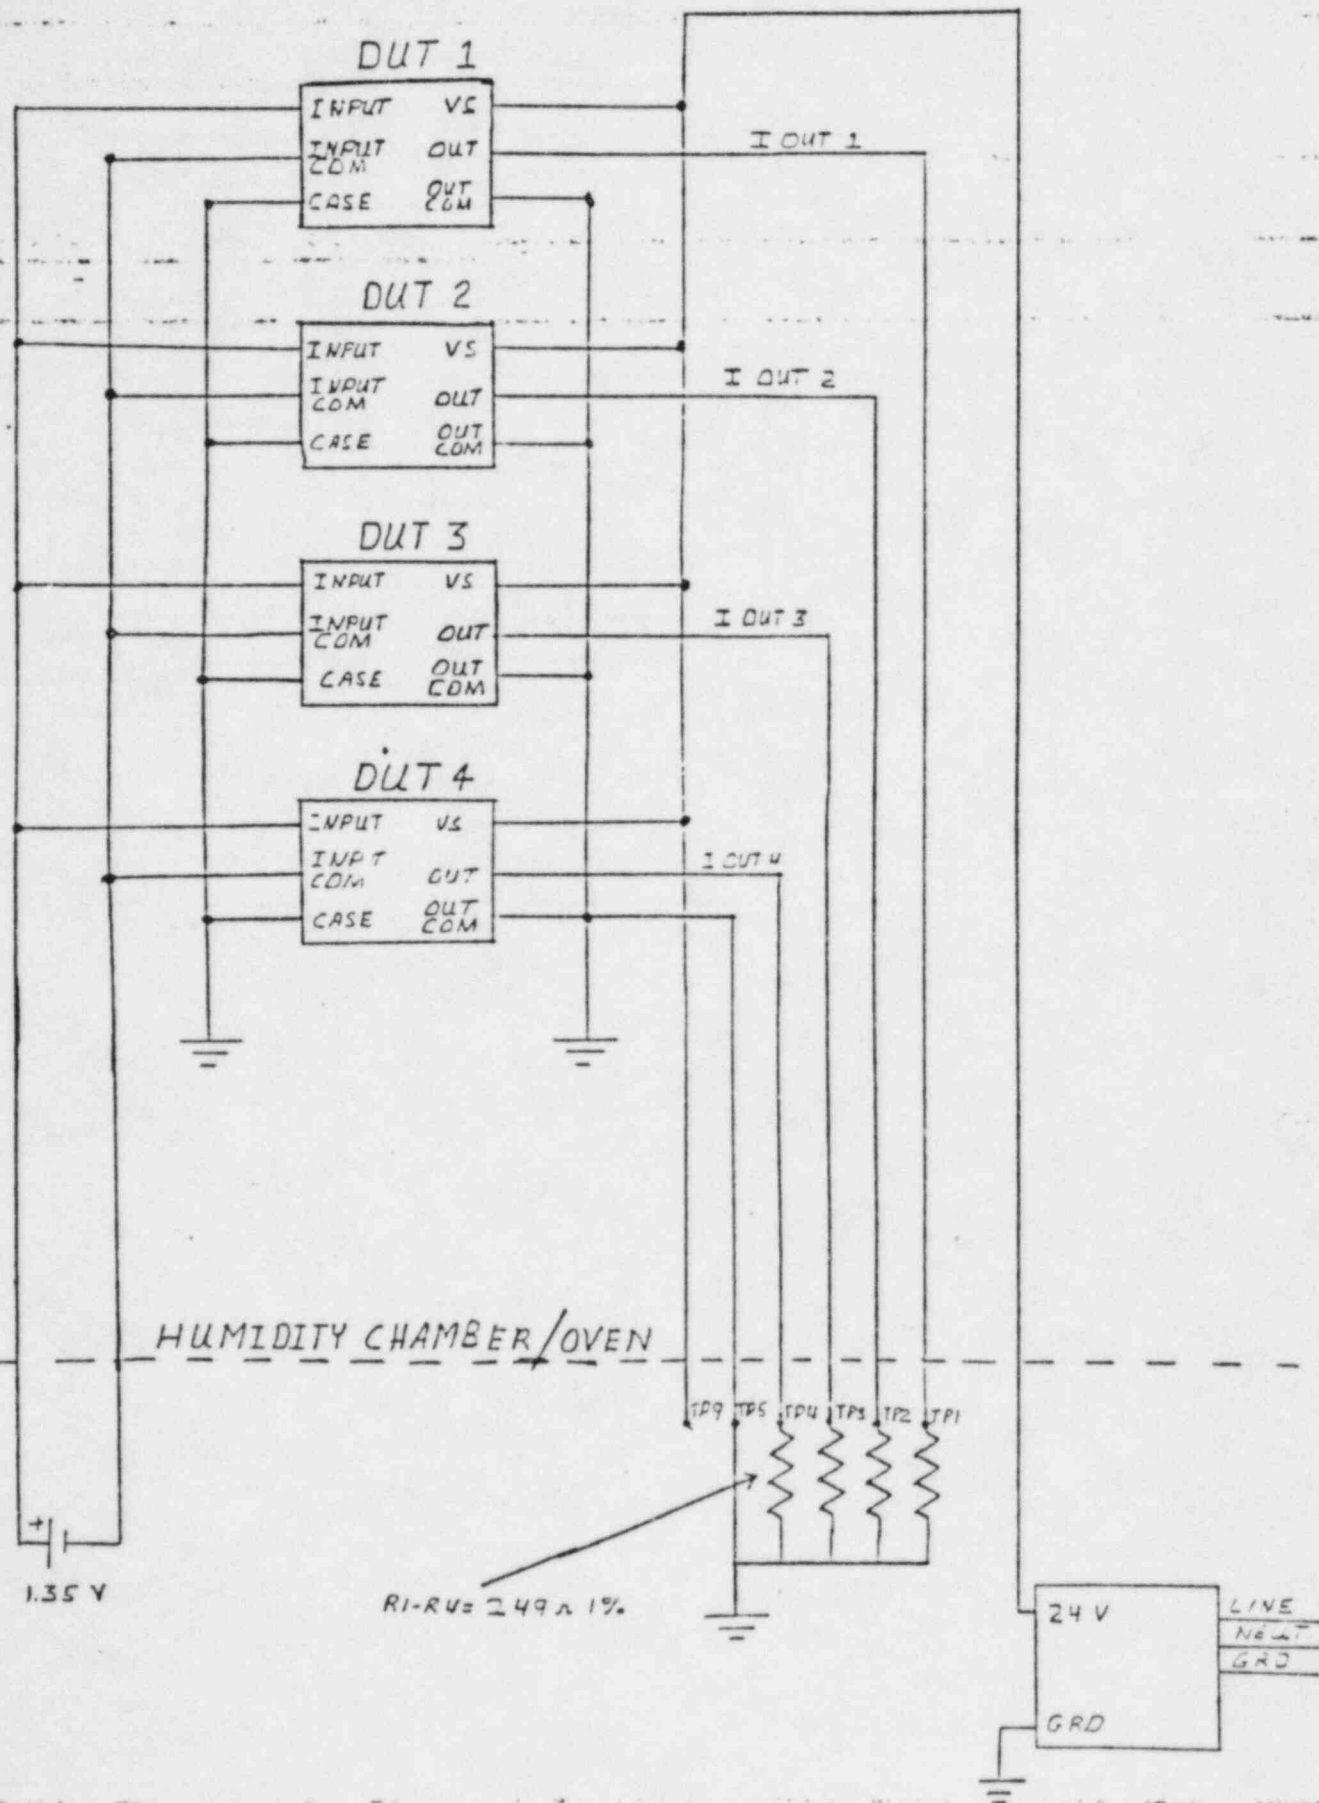 DUT 1
INPUT VS
I OUT 1
INPUT OUT
COM
CASE OUT
COM
DUT 2
INPUT VS
I OUT 2
INPUT OUT
COM
CASE OUT
COM
DUT 3
INPUT VS
I OUT 3
INPUT OUT
COM
CASE OUT
COM
DUT 4
INPUT VS
I OUT 4
INPUT OUT
COM
CASE OUT
COM
HUMIDITY CHAMBER/OVEN
TP9 TP5 TP4 TP3 TP2 TP1
+
1.35 V
R1-R4= 249 Ω 1%
24 V
LINE
NEUT
GRD
GRD